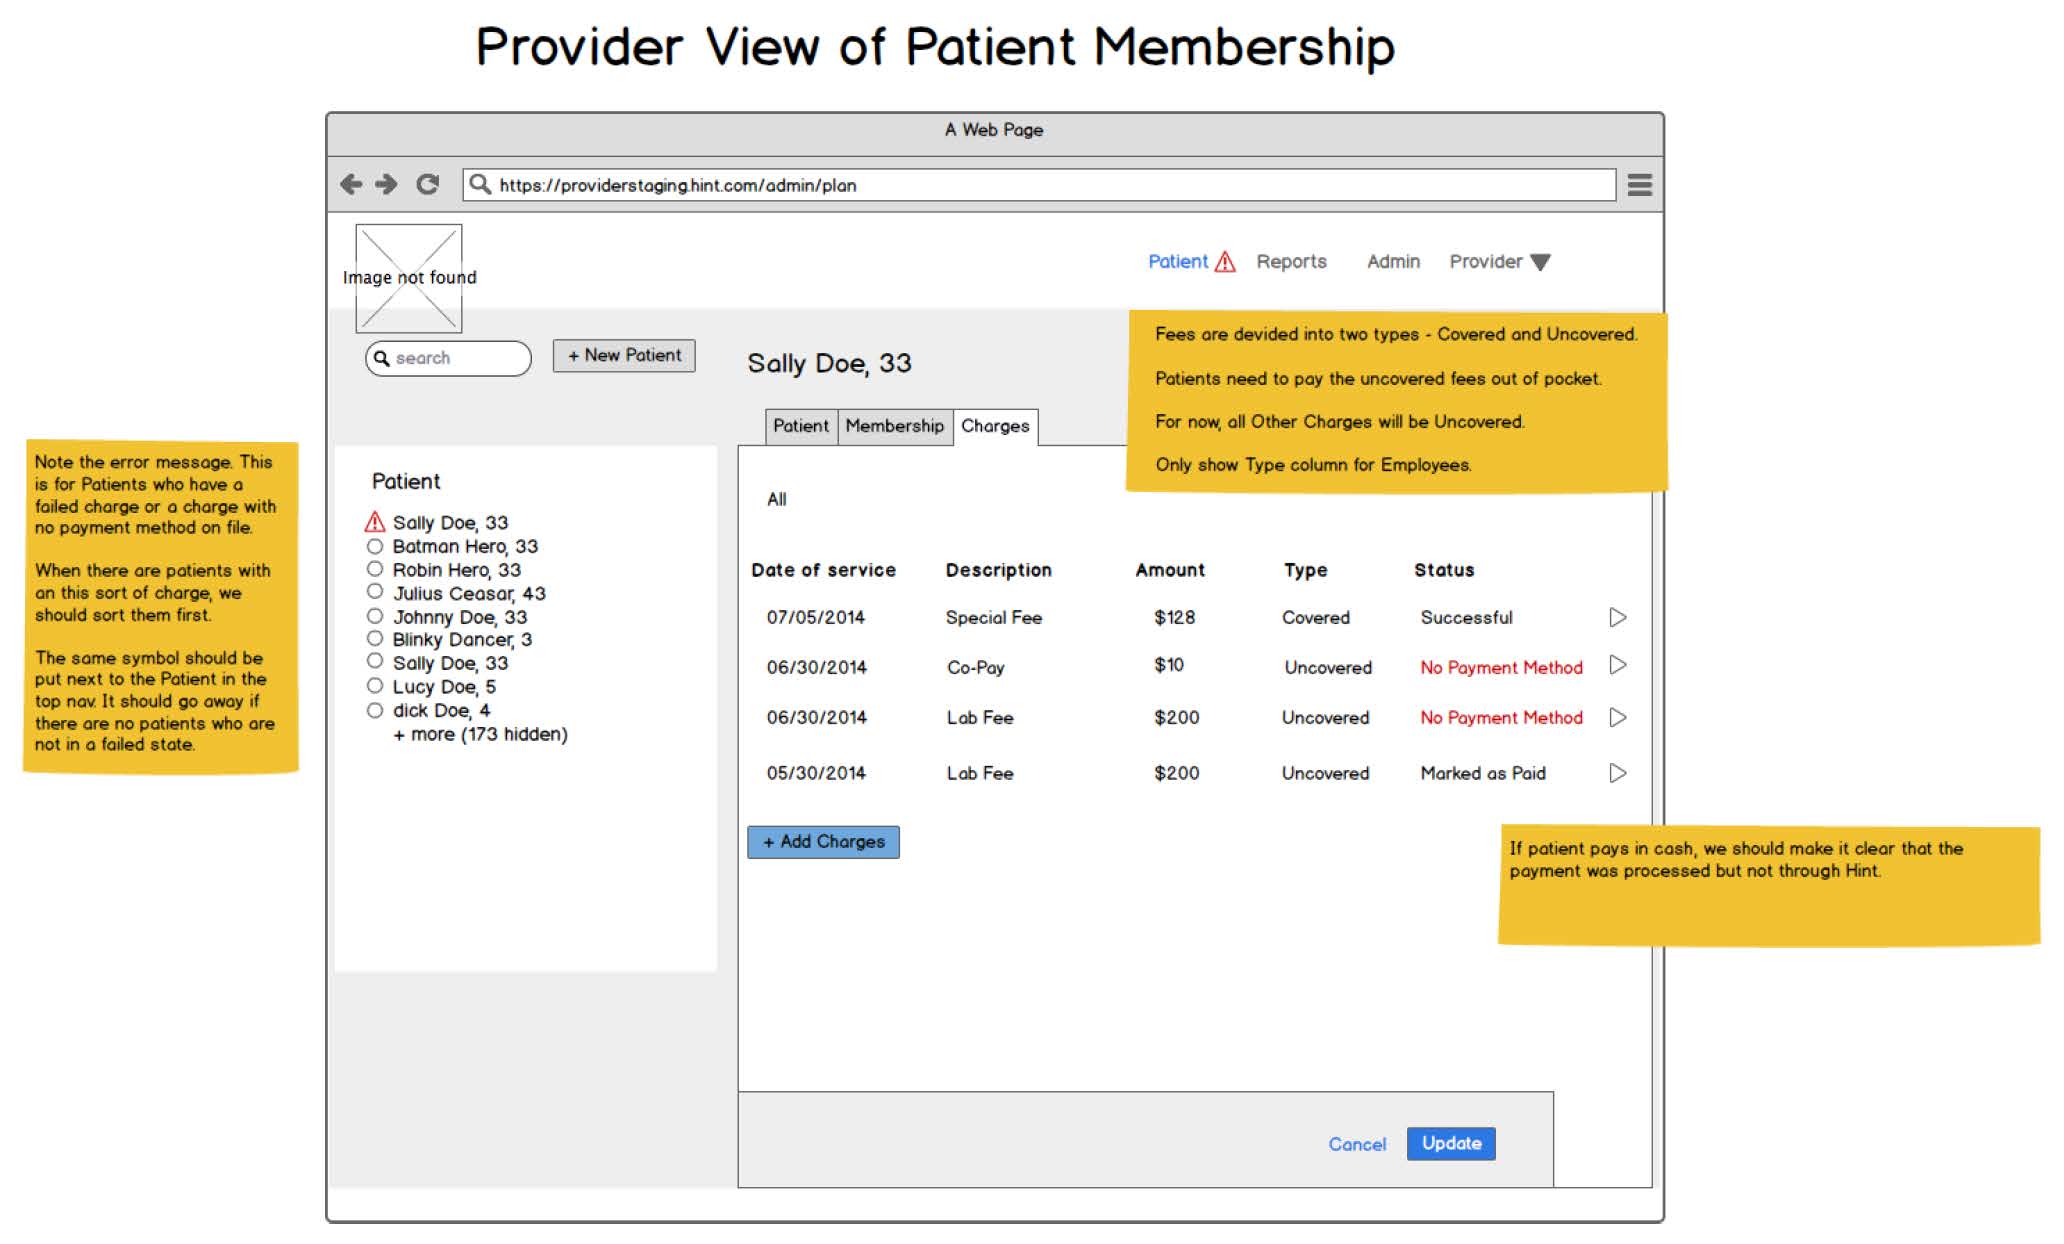 Provider View of Patient Membership
A Web Page
https://providerstaging.hint.com/admin/plan
Image not found
Patient
Reports
Admin
Provider
search
+ New Patient
Sally Doe, 33
Fees are devided into two types - Covered and Uncovered.
Patients need to pay the uncovered fees out of pocket.
For now, all Other Charges will be Uncovered.
Only show Type column for Employees.
Patient
Membership
Charges
Note the error message. This
is for Patients who have a
failed charge or a charge with
no payment method on file.
When there are patients with
an this sort of charge, we
should sort them first.
The same symbol should be
put next to the Patient in the
top nav. It should go away if
there are no patients who are
not in a failed state.
Patient
Sally Doe, 33
Batman Hero, 33
Robin Hero, 33
Julius Ceasar, 43
Johnny Doe, 33
Blinky Dancer, 3
Sally Doe, 33
Lucy Doe, 5
dick Doe, 4
+ more (173 hidden)
All
Date of service Description Amount Type Status
07/05/2014 Special Fee $128 Covered Successful
06/30/2014 Co-Pay $10 Uncovered No Payment Method
06/30/2014 Lab Fee $200 Uncovered No Payment Method
05/30/2014 Lab Fee $200 Uncovered Marked as Paid
+ Add Charges
If patient pays in cash, we should make it clear that the
payment was processed but not through Hint.
Cancel
Update